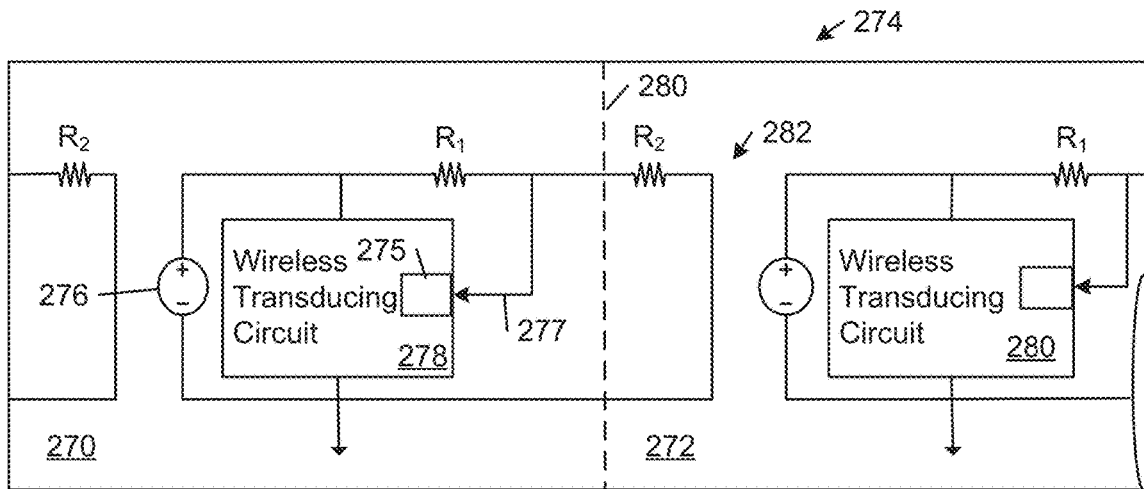 274
280
282
R₂
R₁
R₂
R₁
Wireless
Transducing
Circuit
275
278
276
+
−
277
+
−
Wireless
Transducing
Circuit
280
270
272